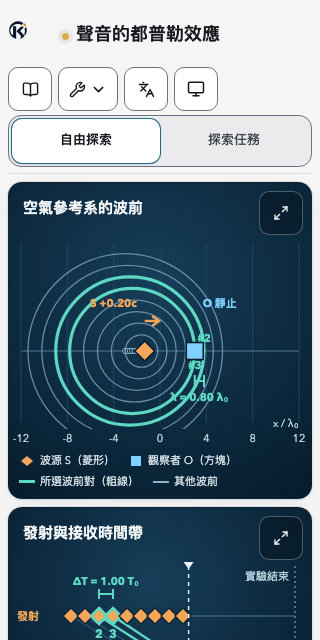 聲音的都普勒效應
自由探索
探索任務
空氣參考系的波前
S +0.20c
O 靜止
#2
#3
λ = 0.80 λ₀
x / λ₀
-12 -8 -4 0 4 8 12
波源 S（菱形） 觀察者 O（方塊）
所選波前對（粗線） 其他波前
發射與接收時間帶
實驗結束
ΔT = 1.00 T₀
發射
2 3